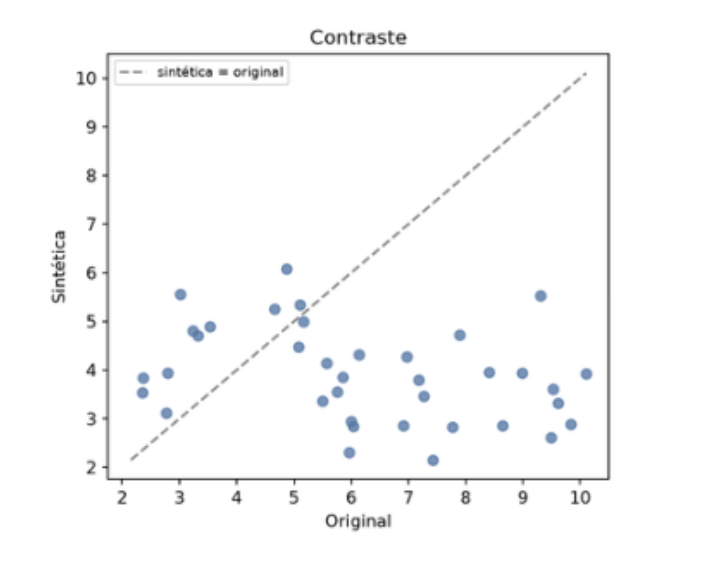 Contraste
sintética = original
10
9
8
7
6
5
4
3
2
Sintética
2 3 4 5 6 7 8 9 10
Original